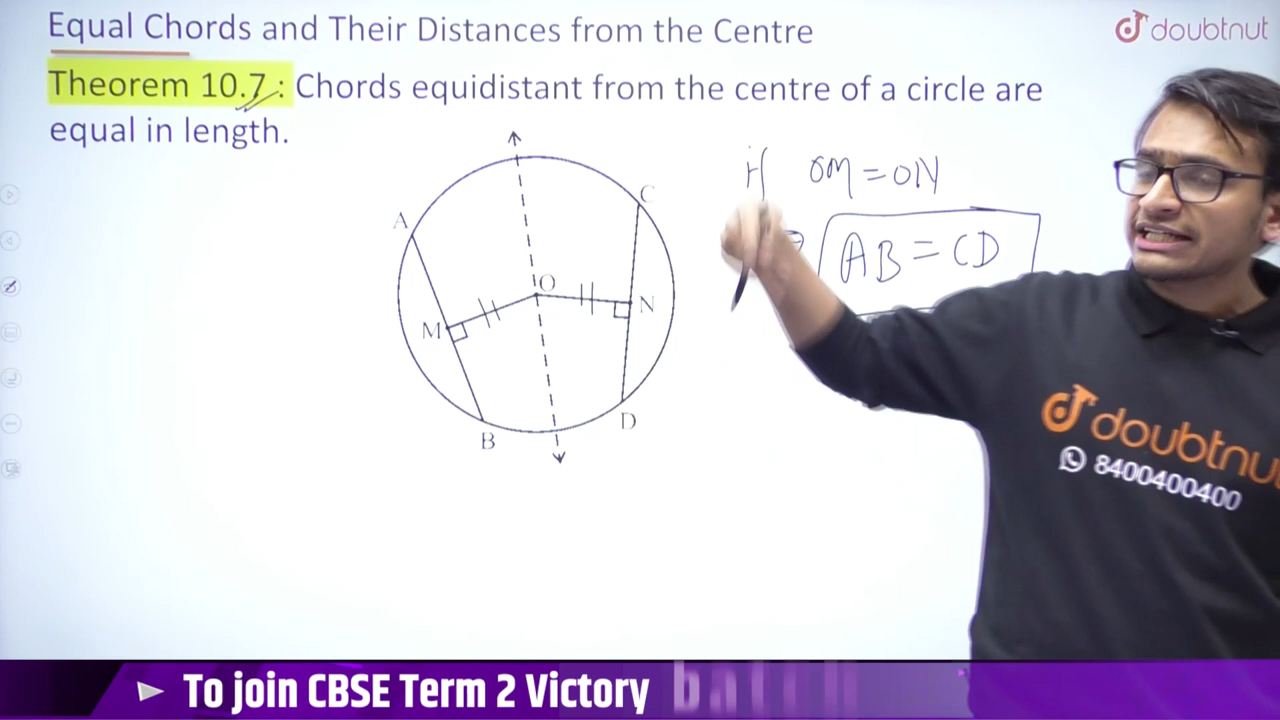 Equal Chords and Their Distances from the Centre
doubtnut
Theorem 10.7 : Chords equidistant from the centre of a circle are
equal in length.
if OM = ON
AB = CD
A
C
O
M
N
B
D
doubtnut
8400400400
To join CBSE Term 2 Victory